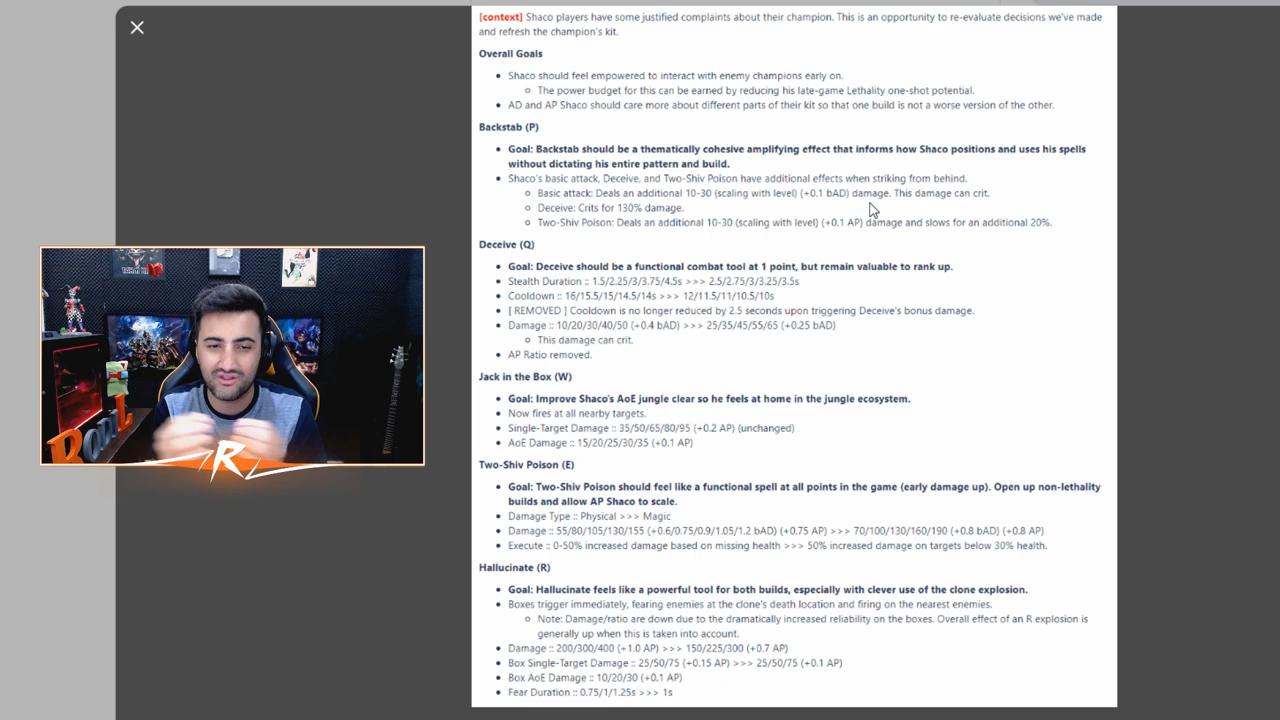 [context] Shaco players have some justified complaints about their champion. This is an opportunity to re-evaluate decisions we've made
and refresh the champion's kit.
Overall Goals
• Shaco should feel empowered to interact with enemy champions early on.
○ The power budget for this can be earned by reducing his late-game Lethality one-shot potential.
• AD and AP Shaco should care more about different parts of their kit so that one build is not a worse version of the other.
Backstab (P)
• Goal: Backstab should be a thematically cohesive amplifying effect that informs how Shaco positions and uses his spells
without dictating his entire pattern and build.
• Shaco's basic attack, Deceive, and Two-Shiv Poison have additional effects when striking from behind.
○ Basic attack: Deals an additional 10-30 (scaling with level) (+0.1 bAD) damage. This damage can crit.
○ Deceive: Crits for 130% damage.
○ Two-Shiv Poison: Deals an additional 10-30 (scaling with level) (+0.1 AP) damage and slows for an additional 20%.
Deceive (Q)
• Goal: Deceive should be a functional combat tool at 1 point, but remain valuable to rank up.
• Stealth Duration :: 1.5/2.25/3/3.75/4.5s >>> 2.5/2.75/3/3.25/3.5s
• Cooldown :: 16/15.5/15/14.5/14s >>> 12/11.5/11/10.5/10s
• [ REMOVED ] Cooldown is no longer reduced by 2.5 seconds upon triggering Deceive's bonus damage.
• Damage :: 10/20/30/40/50 (+0.4 bAD) >>> 25/35/45/55/65 (+0.25 bAD)
○ This damage can crit.
• AP Ratio removed.
Jack in the Box (W)
• Goal: Improve Shaco's AoE jungle clear so he feels at home in the jungle ecosystem.
• Now fires at all nearby targets.
• Single-Target Damage :: 35/50/65/80/95 (+0.2 AP) (unchanged)
• AoE Damage :: 15/20/25/30/35 (+0.1 AP)
Two-Shiv Poison (E)
• Goal: Two-Shiv Poison should feel like a functional spell at all points in the game (early damage up). Open up non-lethality
builds and allow AP Shaco to scale.
• Damage Type :: Physical >>> Magic
• Damage :: 55/80/105/130/155 (+0.6/0.75/0.9/1.05/1.2 bAD) (+0.75 AP) >>> 70/100/130/160/190 (+0.8 bAD) (+0.8 AP)
• Execute :: 0-50% increased damage based on missing health >>> 50% increased damage on targets below 30% health.
Hallucinate (R)
• Goal: Hallucinate feels like a powerful tool for both builds, especially with clever use of the clone explosion.
• Boxes trigger immediately, fearing enemies at the clone's death location and firing on the nearest enemies.
○ Note: Damage/ratio are down due to the dramatically increased reliability on the boxes. Overall effect of an R explosion is
generally up when this is taken into account.
• Damage :: 200/300/400 (+1.0 AP) >>> 150/225/300 (+0.7 AP)
• Box Single-Target Damage :: 25/50/75 (+0.15 AP) >>> 25/50/75 (+0.1 AP)
• Box AoE Damage :: 10/20/30 (+0.1 AP)
• Fear Duration :: 0.75/1/1.25s >>> 1s
R